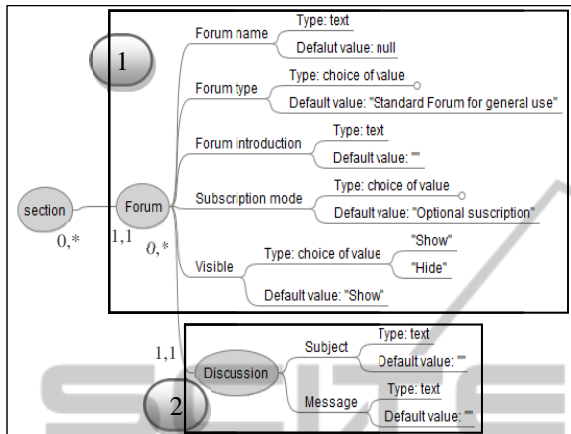 1
Forum name
Type: text
Defalut value: null
Forum type
Type: choice of value
Default value: "Standard Forum for general use"
Forum introduction
Type: text
Default value: ""
section
0,*
Forum
1,1
0,*
Subscription mode
Type: choice of value
Default value: "Optional suscription"
Visible
Type: choice of value
"Show"
"Hide"
Default value: "Show"
1,1
Discussion
2
Subject
Type: text
Default value: ""
Message
Type: text
Default value: ""